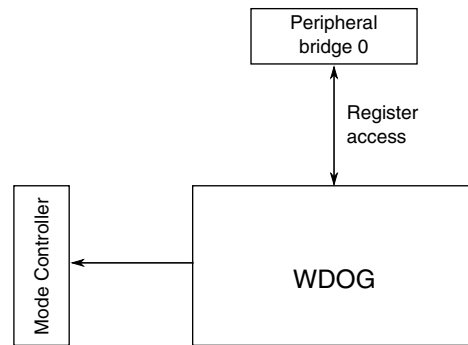 Peripheral
bridge 0
Register
access
Mode Controller
WDOG